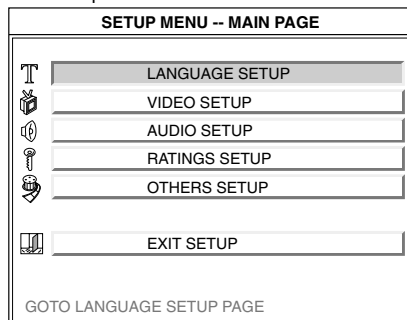 SETUP MENU -- MAIN PAGE
T LANGUAGE SETUP
VIDEO SETUP
AUDIO SETUP
RATINGS SETUP
OTHERS SETUP
EXIT SETUP
GOTO LANGUAGE SETUP PAGE